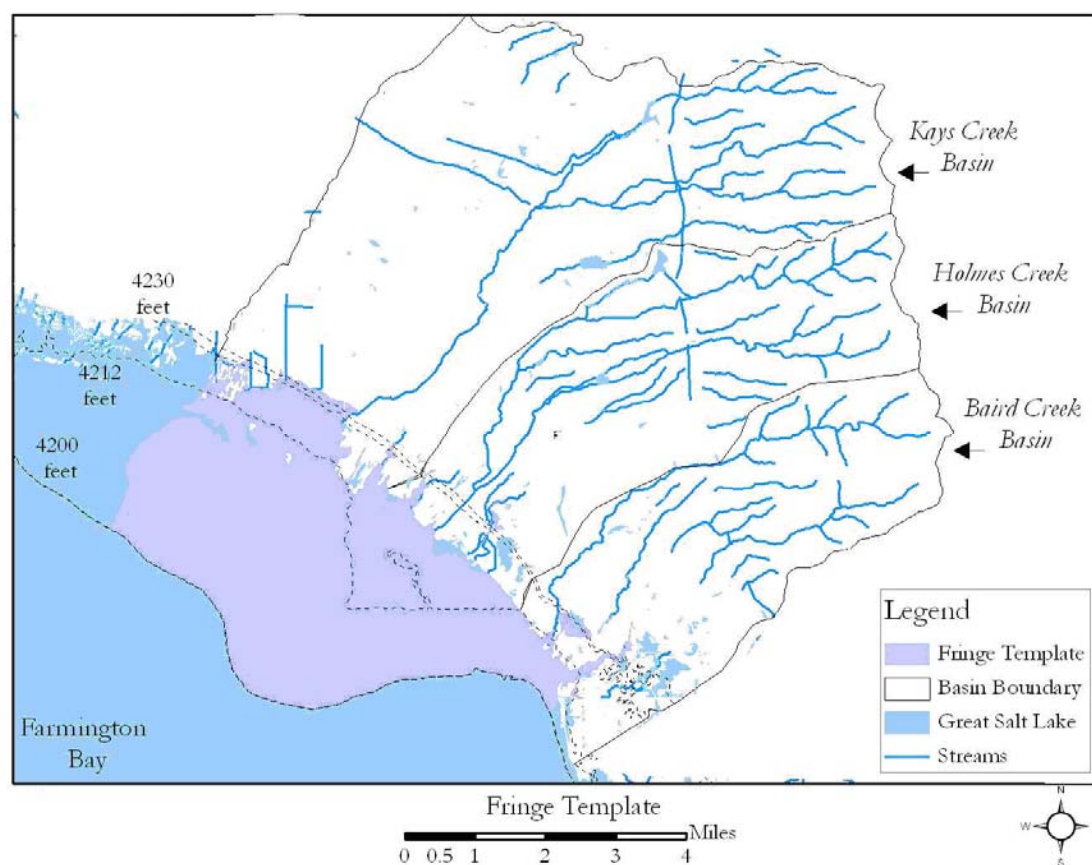 Kays Creek
Basin
Holmes Creek
Basin
Baird Creek
Basin
4230
feet
4212
feet
4200
feet
Farmington
Bay
Legend
Fringe Template
Basin Boundary
Great Salt Lake
Streams
Fringe Template
Miles
0 0.5 1 2 3 4
N
W E
S